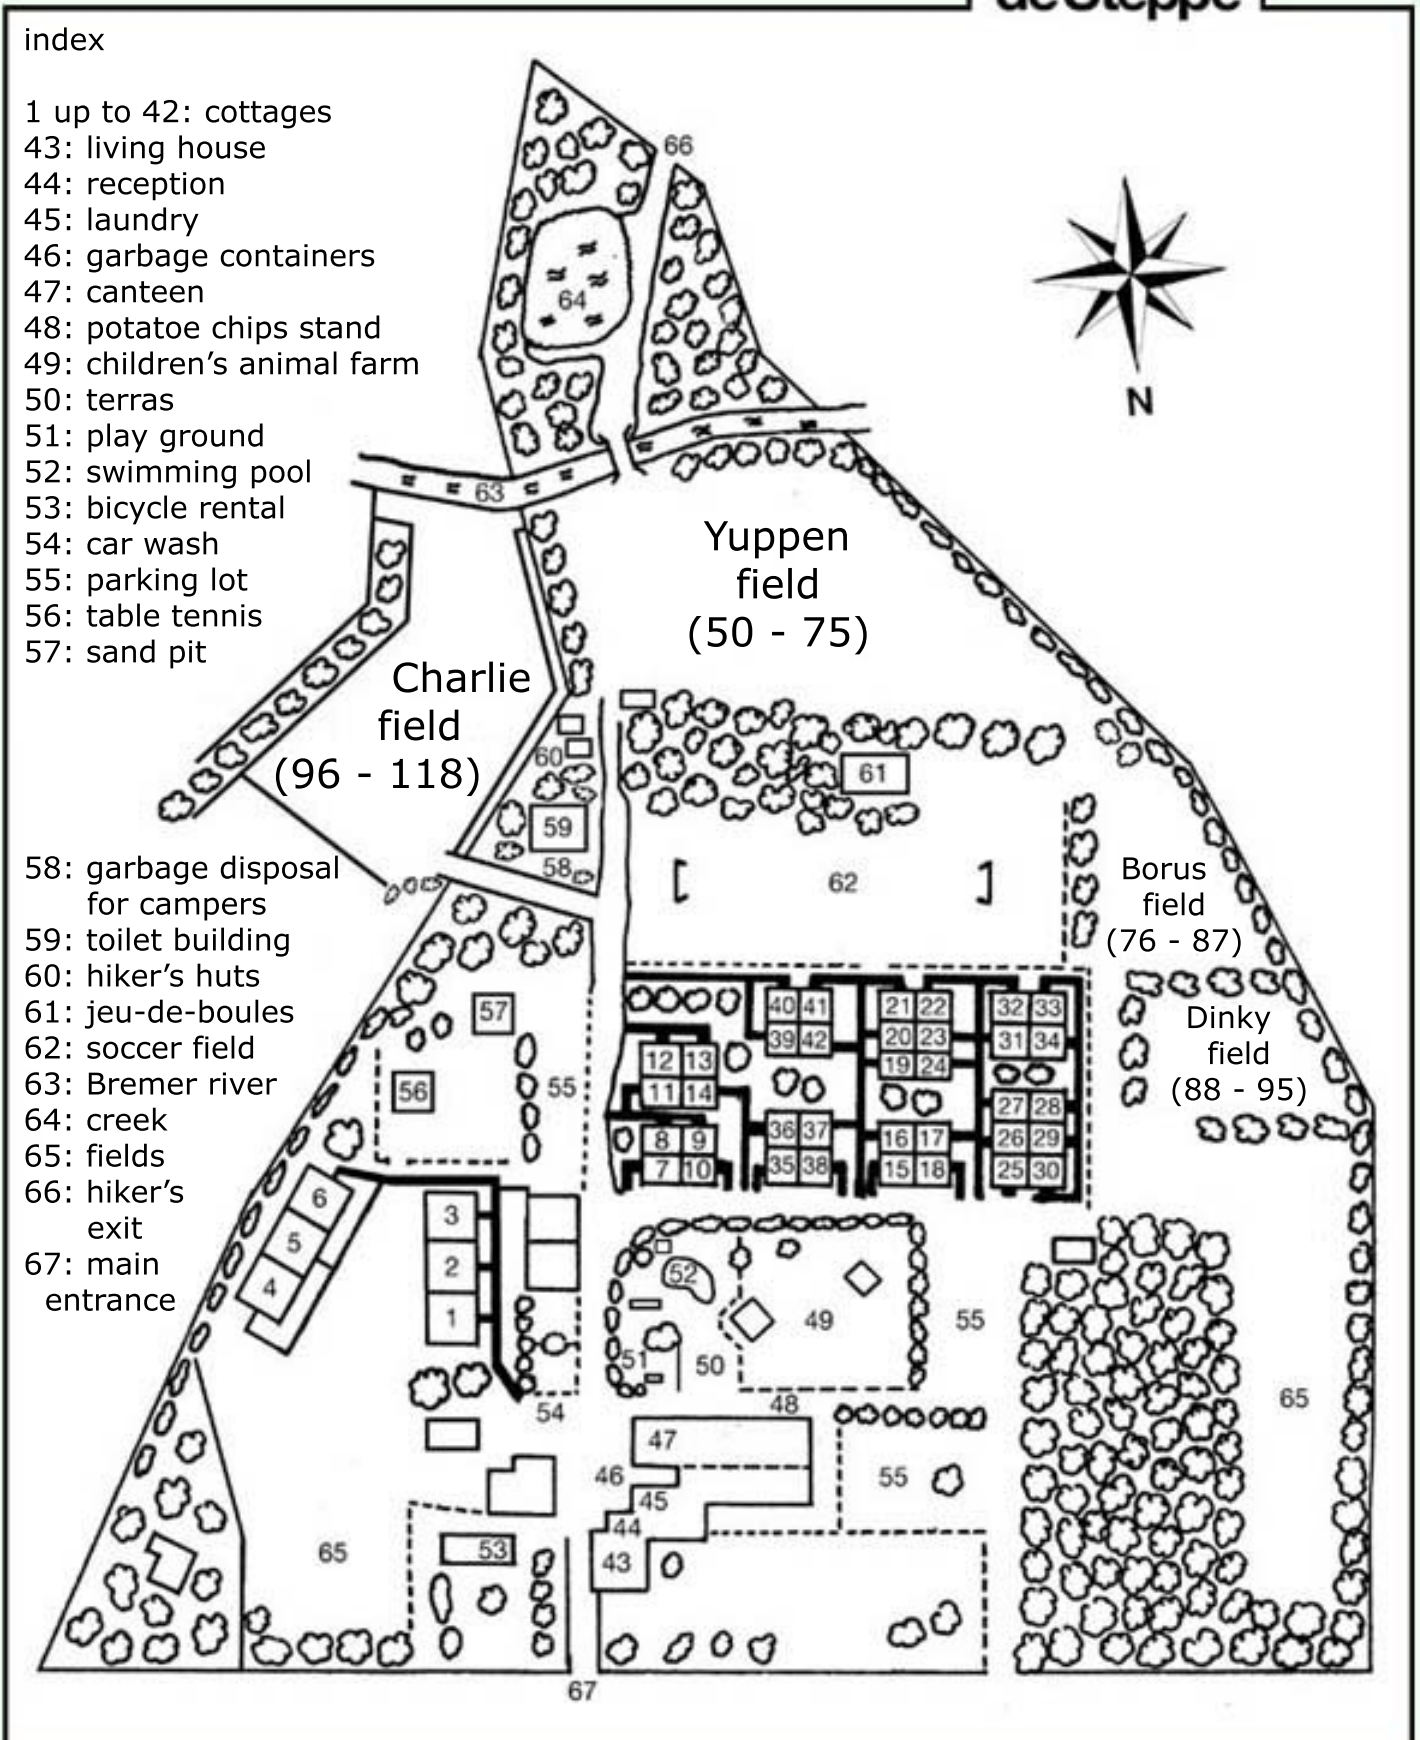 de Steppe
index
1 up to 42: cottages
43: living house
44: reception
45: laundry
46: garbage containers
47: canteen
48: potatoe chips stand
49: children's animal farm
50: terras
51: play ground
52: swimming pool
53: bicycle rental
54: car wash
55: parking lot
56: table tennis
57: sand pit
58: garbage disposal
for campers
59: toilet building
60: hiker's huts
61: jeu-de-boules
62: soccer field
63: Bremer river
64: creek
65: fields
66: hiker's
exit
67: main
entrance
66
64
N
63
Yuppen
field
(50 - 75)
Charlie
field
(96 - 118)
60
61
59
58
62
Borus
field
(76 - 87)
Dinky
field
(88 - 95)
57
56
55
40 41
39 42
21 22
20 23
19 24
32 33
31 34
12 13
11 14
27 28
26 29
25 30
8 9
7 10
36 37
35 38
16 17
15 18
6
5
4
3
2
1
52
49
51
50
55
54
48
47
46
45
44
43
55
65
65
53
67